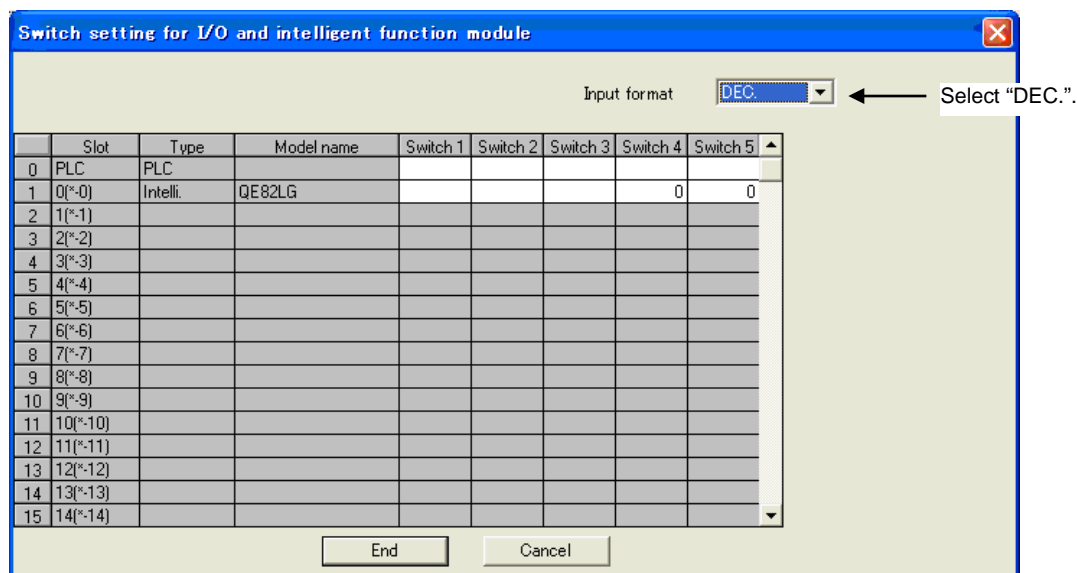 Switch setting for I/O and intelligent function module
Input format DEC. Select “DEC.”.
Slot Type Model name Switch 1 Switch 2 Switch 3 Switch 4 Switch 5
0 PLC PLC
1 0(*-0) Intelli. QE82LG 0 0
2 1(*-1)
3 2(*-2)
4 3(*-3)
5 4(*-4)
6 5(*-5)
7 6(*-6)
8 7(*-7)
9 8(*-8)
10 9(*-9)
11 10(*-10)
12 11(*-11)
13 12(*-12)
14 13(*-13)
15 14(*-14)
End Cancel